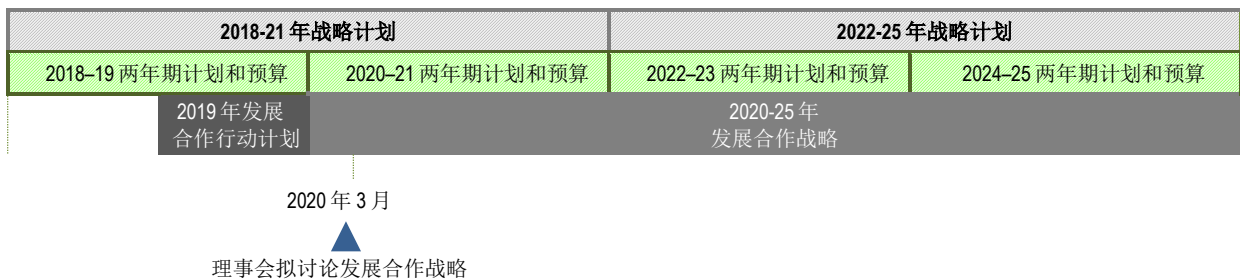 2018-21 年战略计划
2022-25 年战略计划
2018–19 两年期计划和预算
2020–21 两年期计划和预算
2022–23 两年期计划和预算
2024–25 两年期计划和预算
2019 年发展
合作行动计划
2020-25 年
发展合作战略
2020 年 3 月
理事会拟讨论发展合作战略